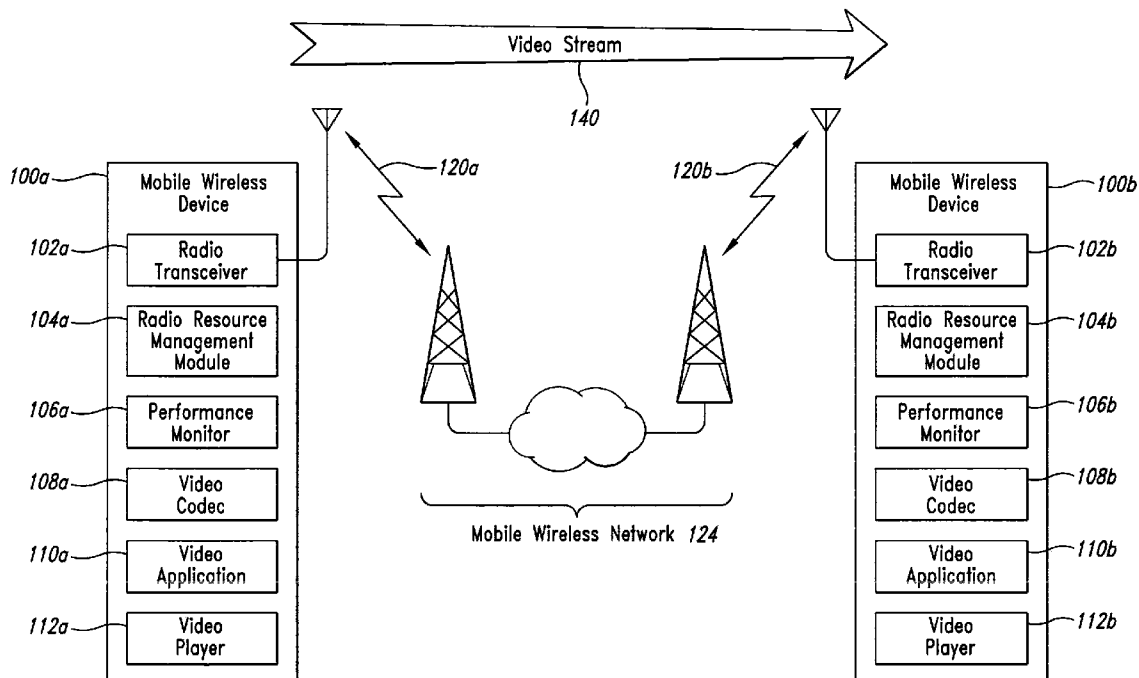 Video Stream
140
120a
120b
100a
Mobile Wireless
Device
Mobile Wireless
Device
100b
102a
Radio
Transceiver
Radio
Transceiver
102b
104a
Radio Resource
Management
Module
Radio Resource
Management
Module
104b
106a
Performance
Monitor
Performance
Monitor
106b
108a
Video
Codec
Video
Codec
108b
Mobile Wireless Network 124
110a
Video
Application
Video
Application
110b
112a
Video
Player
Video
Player
112b